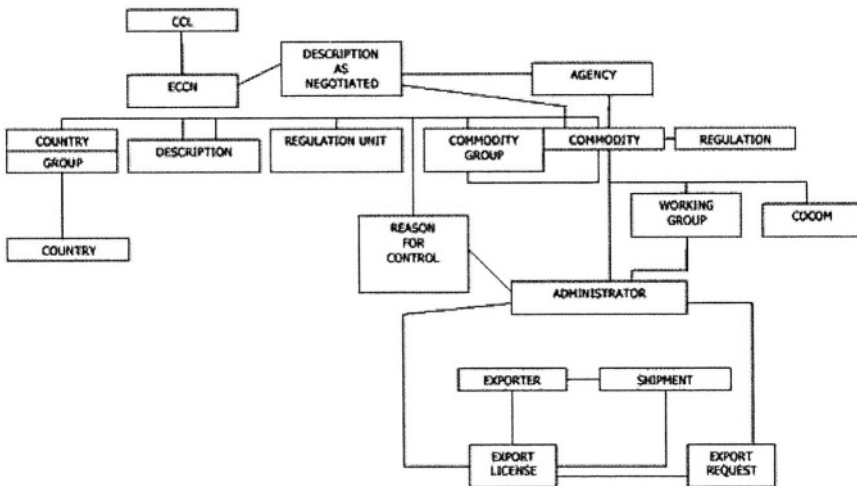 CCL
DESCRIPTION
AS
NEGOTIATED
AGENCY
ECCN
COUNTRY
GROUP
DESCRIPTION
REGULATION UNIT
COMMODITY
GROUP
COMMODITY
REGULATION
WORKING
GROUP
COCOM
REASON
FOR
CONTROL
COUNTRY
ADMINISTRATOR
EXPORTER
SHIPMENT
EXPORT
LICENSE
EXPORT
REQUEST